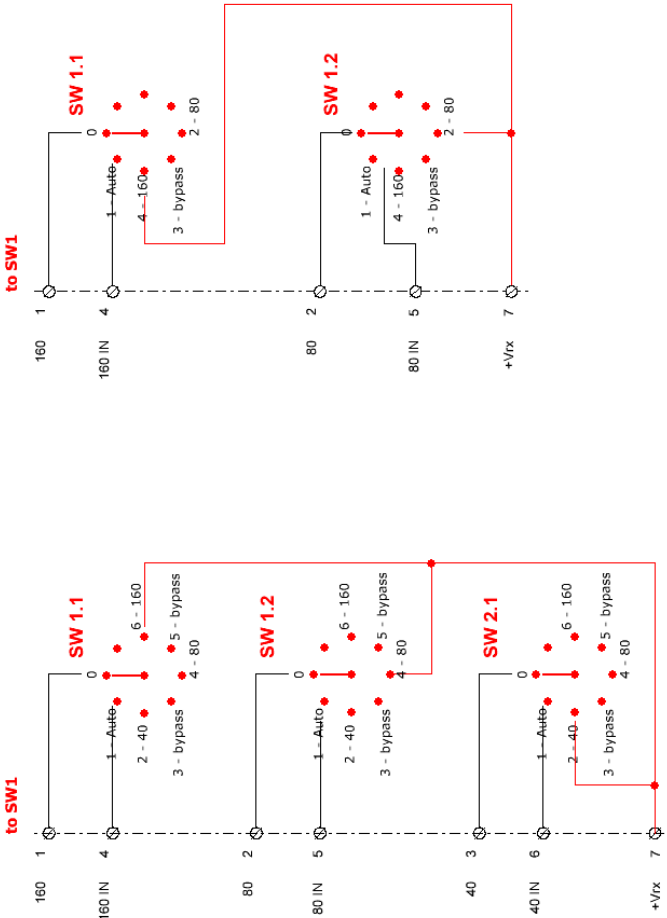 to SW1
SW 1.1
0
1 - Auto
4 - 160
3 - bypass
2 - 80
SW 1.2
0
1 - Auto
4 - 160
3 - bypass
2 - 80
1
4
2
5
7
160
160 IN
80
80 IN
+Vrx
to SW1
SW 1.1
0
1 - Auto
2 - 40
3 - bypass
4 - 80
5 - bypass
6 - 160
SW 1.2
0
1 - Auto
2 - 40
3 - bypass
4 - 80
5 - bypass
6 - 160
SW 2.1
0
1 - Auto
2 - 40
3 - bypass
4 - 80
5 - bypass
6 - 160
1
4
2
5
3
6
7
160
160 IN
80
80 IN
40
40 IN
+Vrx